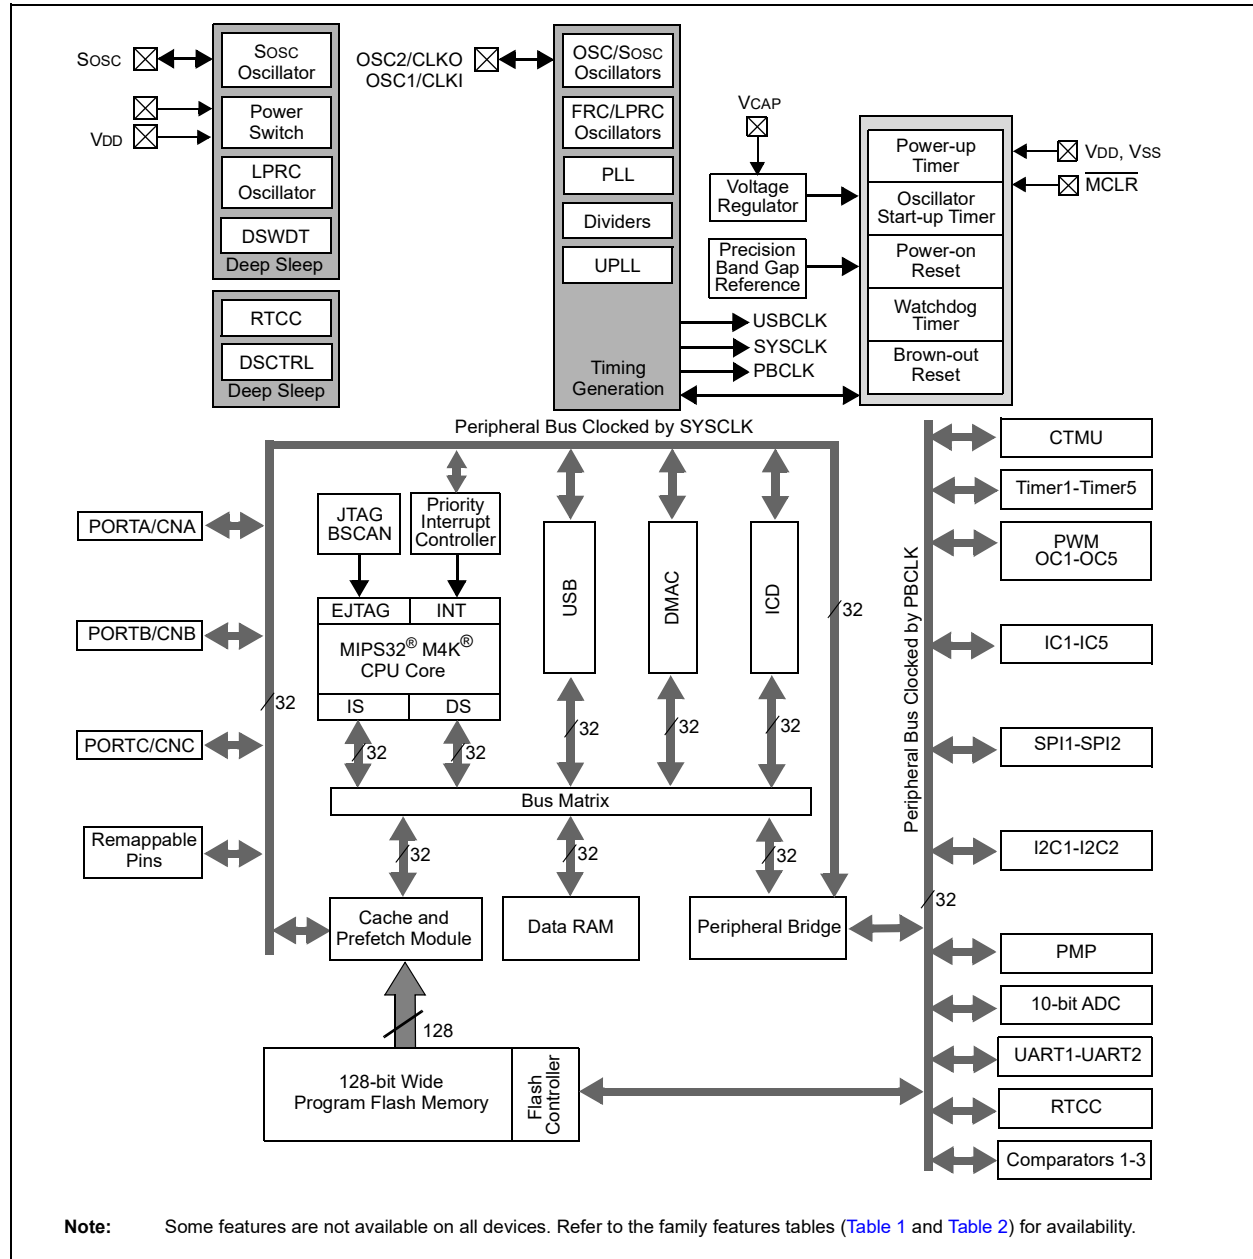 SOSC
SOSC
Oscillator
Power
Switch
VDD
LPRC
Oscillator
DSWDT
Deep Sleep
RTCC
DSCTRL
Deep Sleep
OSC2/CLKO
OSC1/CLKI
OSC/SOSC
Oscillators
FRC/LPRC
Oscillators
PLL
Dividers
UPLL
Timing
Generation
USBCLK
SYSCLK
PBCLK
VCAP
Voltage
Regulator
Precision
Band Gap
Reference
Power-up
Timer
Oscillator
Start-up Timer
Power-on
Reset
Watchdog
Timer
Brown-out
Reset
VDD, VSS
MCLR
Peripheral Bus Clocked by SYSCLK
PORTA/CNA
PORTB/CNB
PORTC/CNC
Remappable
Pins
32
JTAG
BSCAN
Priority
Interrupt
Controller
EJTAG
INT
MIPS32® M4K®
CPU Core
IS
DS
32
32
USB
32
DMAC
32
ICD
32
32
Bus Matrix
32
32
32
Cache and
Prefetch Module
Data RAM
Peripheral Bridge
128
128-bit Wide
Program Flash Memory
Flash
Controller
Peripheral Bus Clocked by PBCLK
32
CTMU
Timer1-Timer5
PWM
OC1-OC5
IC1-IC5
SPI1-SPI2
I2C1-I2C2
PMP
10-bit ADC
UART1-UART2
RTCC
Comparators 1-3
Note: Some features are not available on all devices. Refer to the family features tables (Table 1 and Table 2) for availability.